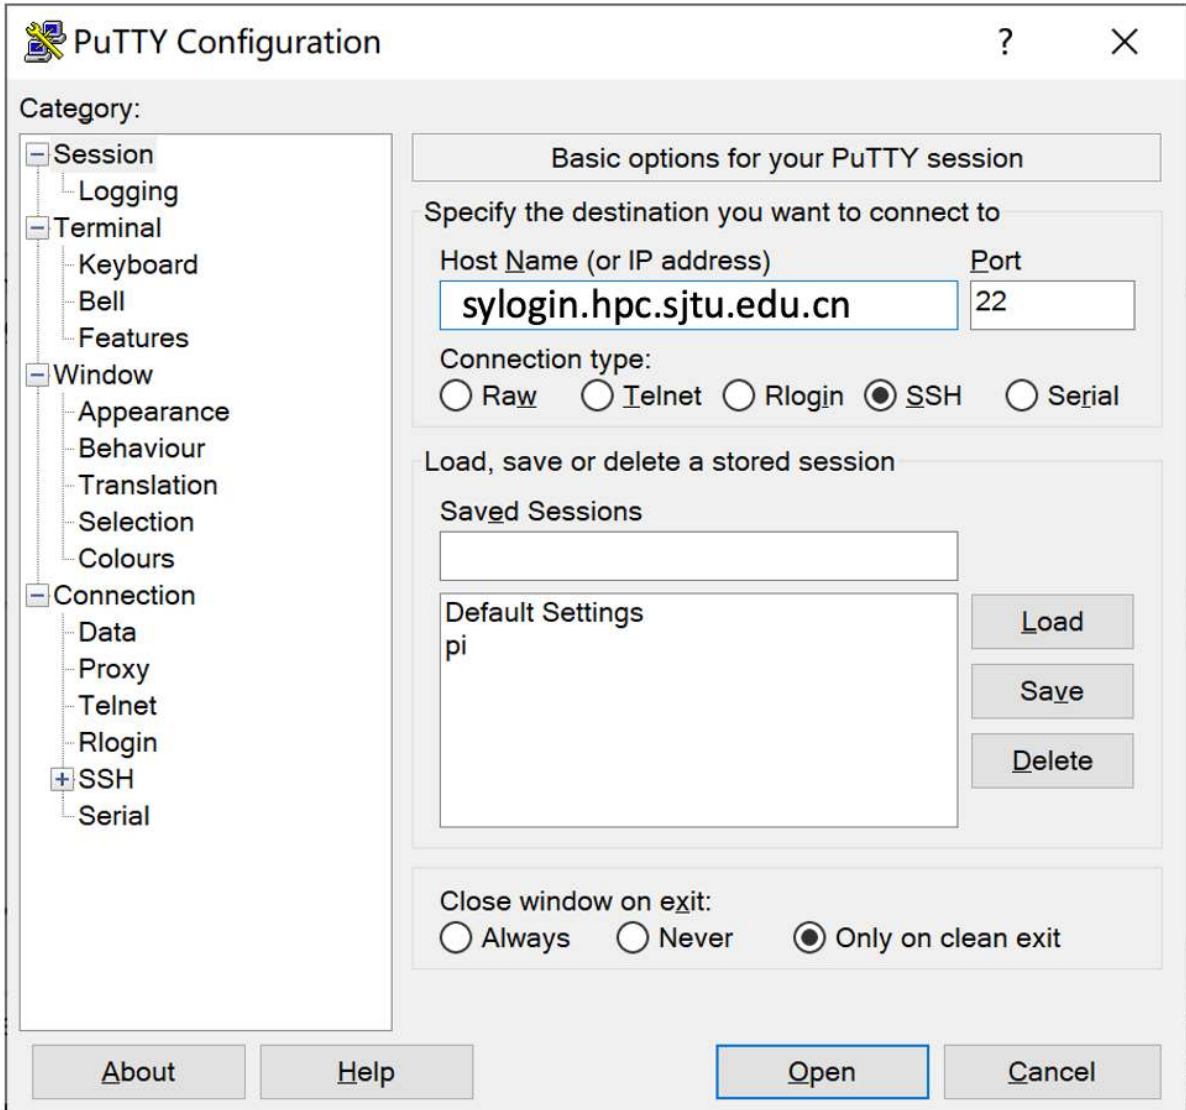 PuTTY Configuration
?
Category:
Session
Logging
Terminal
Keyboard
Bell
Features
Window
Appearance
Behaviour
Translation
Selection
Colours
Connection
Data
Proxy
Telnet
Rlogin
SSH
Serial
Basic options for your PuTTY session
Specify the destination you want to connect to
Host Name (or IP address) Port
sylogin.hpc.sjtu.edu.cn 22
Connection type:
Raw Telnet Rlogin SSH Serial
Load, save or delete a stored session
Saved Sessions
Default Settings
pi
Load
Save
Delete
Close window on exit:
Always Never Only on clean exit
About Help Open Cancel